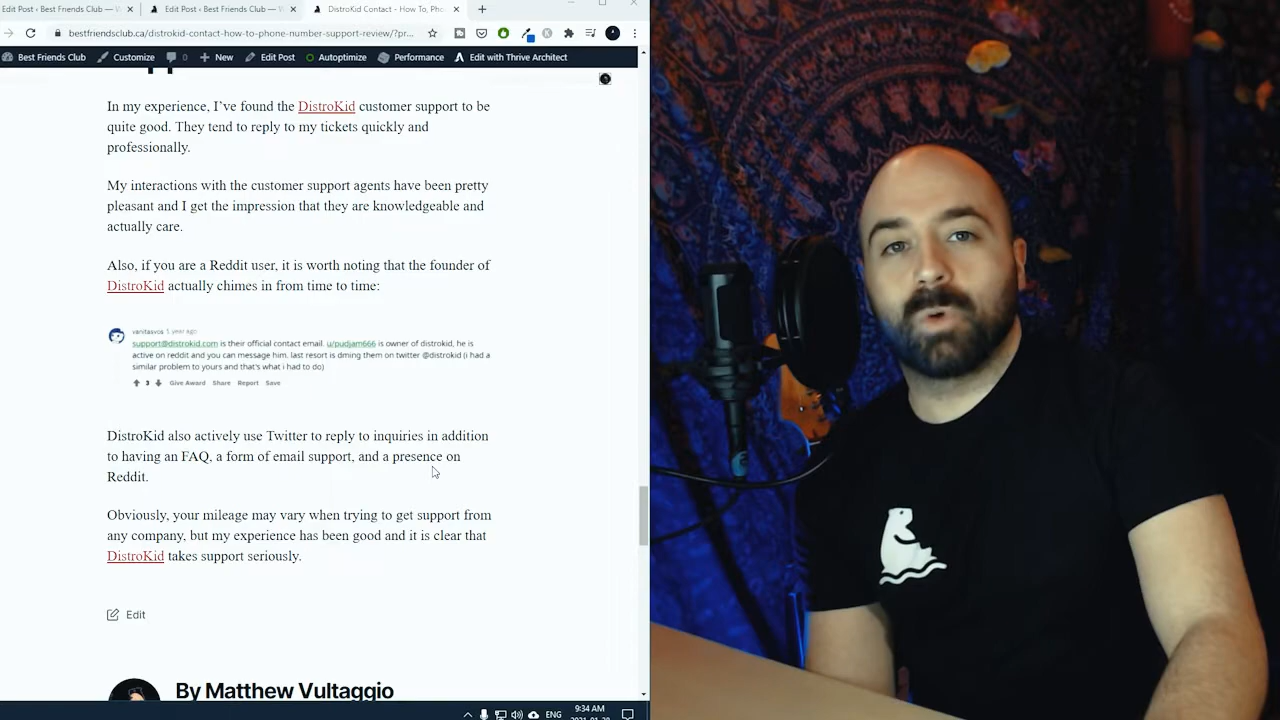 Edit Post ‹ Best Friends Club — W
Edit Post ‹ Best Friends Club — W
DistroKid Contact – How To, Pho
bestfriendsclub.ca/distrokid-contact-how-to-phone-number-support-review/?pr...
Best Friends Club
Customize
0
New
Edit Post
Autoptimize
Performance
Edit with Thrive Architect
In my experience, I've found the DistroKid customer support to be
quite good. They tend to reply to my tickets quickly and
professionally.
My interactions with the customer support agents have been pretty
pleasant and I get the impression that they are knowledgeable and
actually care.
Also, if you are a Reddit user, it is worth noting that the founder of
DistroKid actually chimes in from time to time:
1 year ago
support@distrokid.com is their official contact email. u/pudjam666 is owner of distrokid, he is
active on reddit and you can message him. last resort is dming them on twitter @distrokid (i had a
similar problem to yours and that's what i had to do)
3 Give Award Share Report Save
DistroKid also actively use Twitter to reply to inquiries in addition
to having an FAQ, a form of email support, and a presence on
Reddit.
Obviously, your mileage may vary when trying to get support from
any company, but my experience has been good and it is clear that
DistroKid takes support seriously.
Edit
By Matthew Vultaggio
ENG
9:34 AM